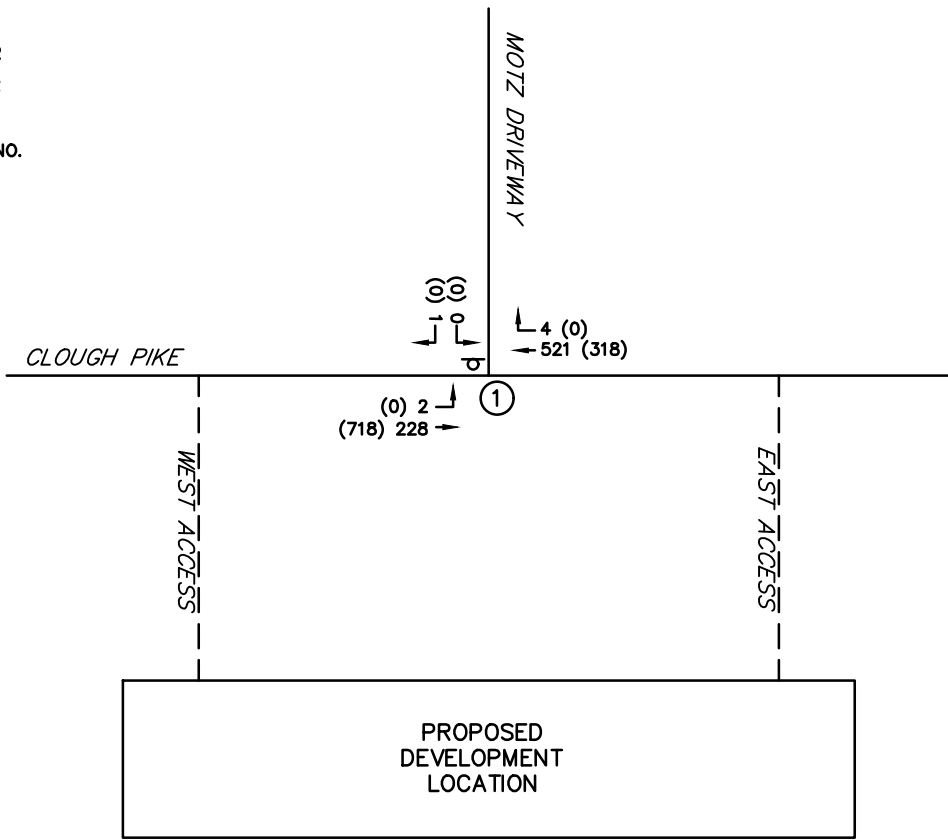 NO.
MOTZ DRIVEWAY
(0) 1
(0) 0
4 (0)
521 (318)
CLOUGH PIKE
1
(0) 2
(718) 228
WEST ACCESS
EAST ACCESS
PROPOSED
DEVELOPMENT
LOCATION